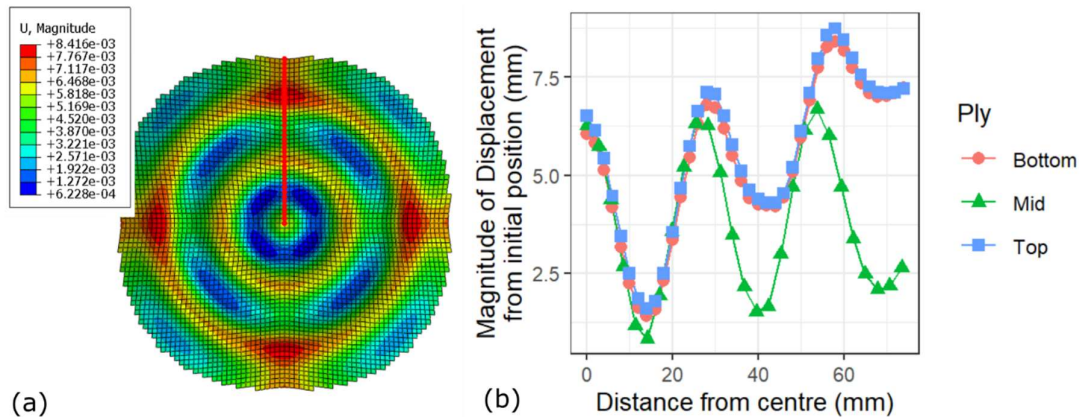 U, Magnitude
+8.416e-03
+7.767e-03
+7.117e-03
+6.468e-03
+5.818e-03
+5.169e-03
+4.520e-03
+3.870e-03
+3.221e-03
+2.571e-03
+1.922e-03
+1.272e-03
+6.228e-04
(a)
Magnitude of Displacement
from initial position (mm)
7.5
5.0
2.5
0
20
40
60
Distance from centre (mm)
(b)
Ply
Bottom
Mid
Top